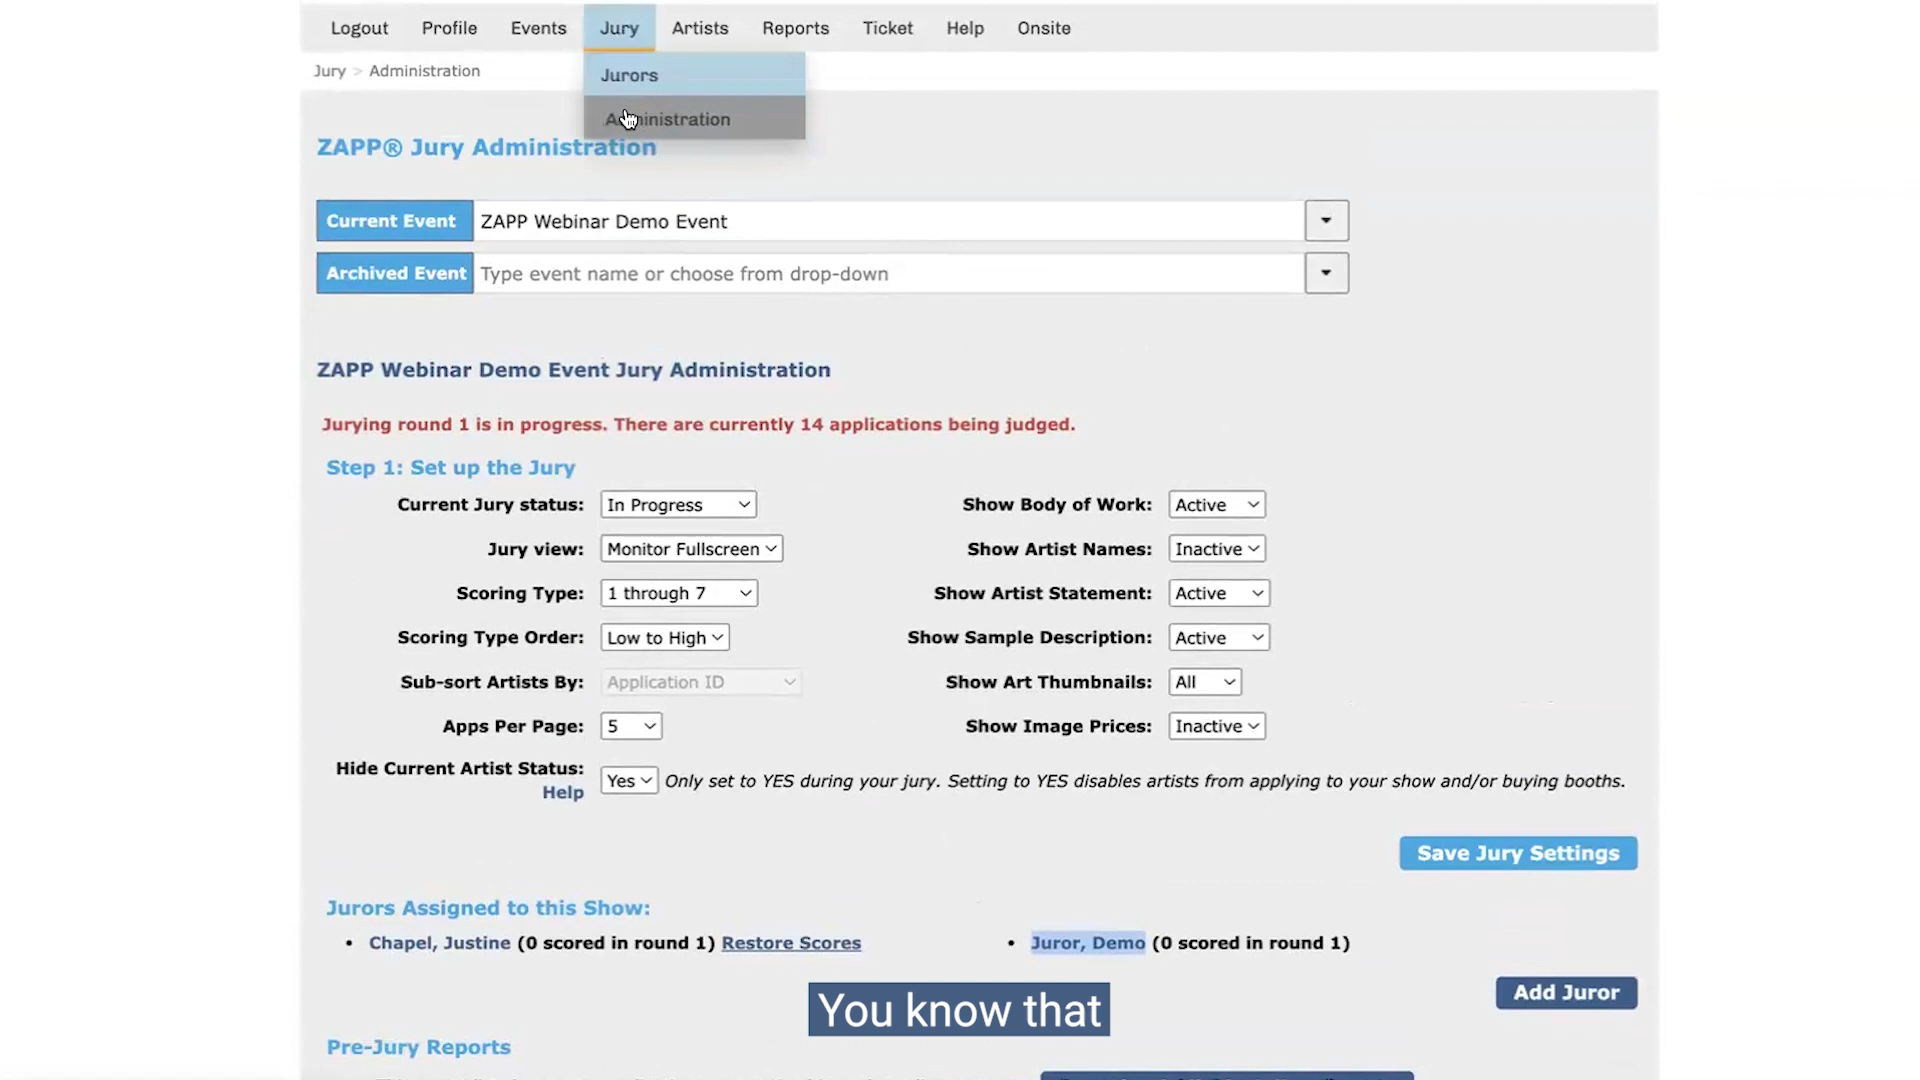 Logout Profile Events Jury Artists Reports Ticket Help Onsite
Jury > Administration
Jurors
Administration
ZAPP® Jury Administration
Current Event ZAPP Webinar Demo Event
Archived Event Type event name or choose from drop-down
ZAPP Webinar Demo Event Jury Administration
Jurying round 1 is in progress. There are currently 14 applications being judged.
Step 1: Set up the Jury
Current Jury status: In Progress Show Body of Work: Active
Jury view: Monitor Fullscreen Show Artist Names: Inactive
Scoring Type: 1 through 7 Show Artist Statement: Active
Scoring Type Order: Low to High Show Sample Description: Active
Sub-sort Artists By: Application ID Show Art Thumbnails: All
Apps Per Page: 5 Show Image Prices: Inactive
Hide Current Artist Status: Yes Only set to YES during your jury. Setting to YES disables artists from applying to your show and/or buying booths.
Help
Save Jury Settings
Jurors Assigned to this Show:
• Chapel, Justine (0 scored in round 1) Restore Scores • Juror, Demo (0 scored in round 1)
Add Juror
You know that
Pre-Jury Reports